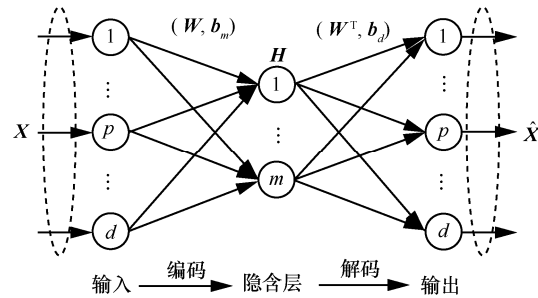 (W, b_m) (W^T, b_d)
1 H 1
⋮ 1 ⋮
X p ⋮ p X̂
⋮ m ⋮
d d
输入 编码 隐含层 解码 输出